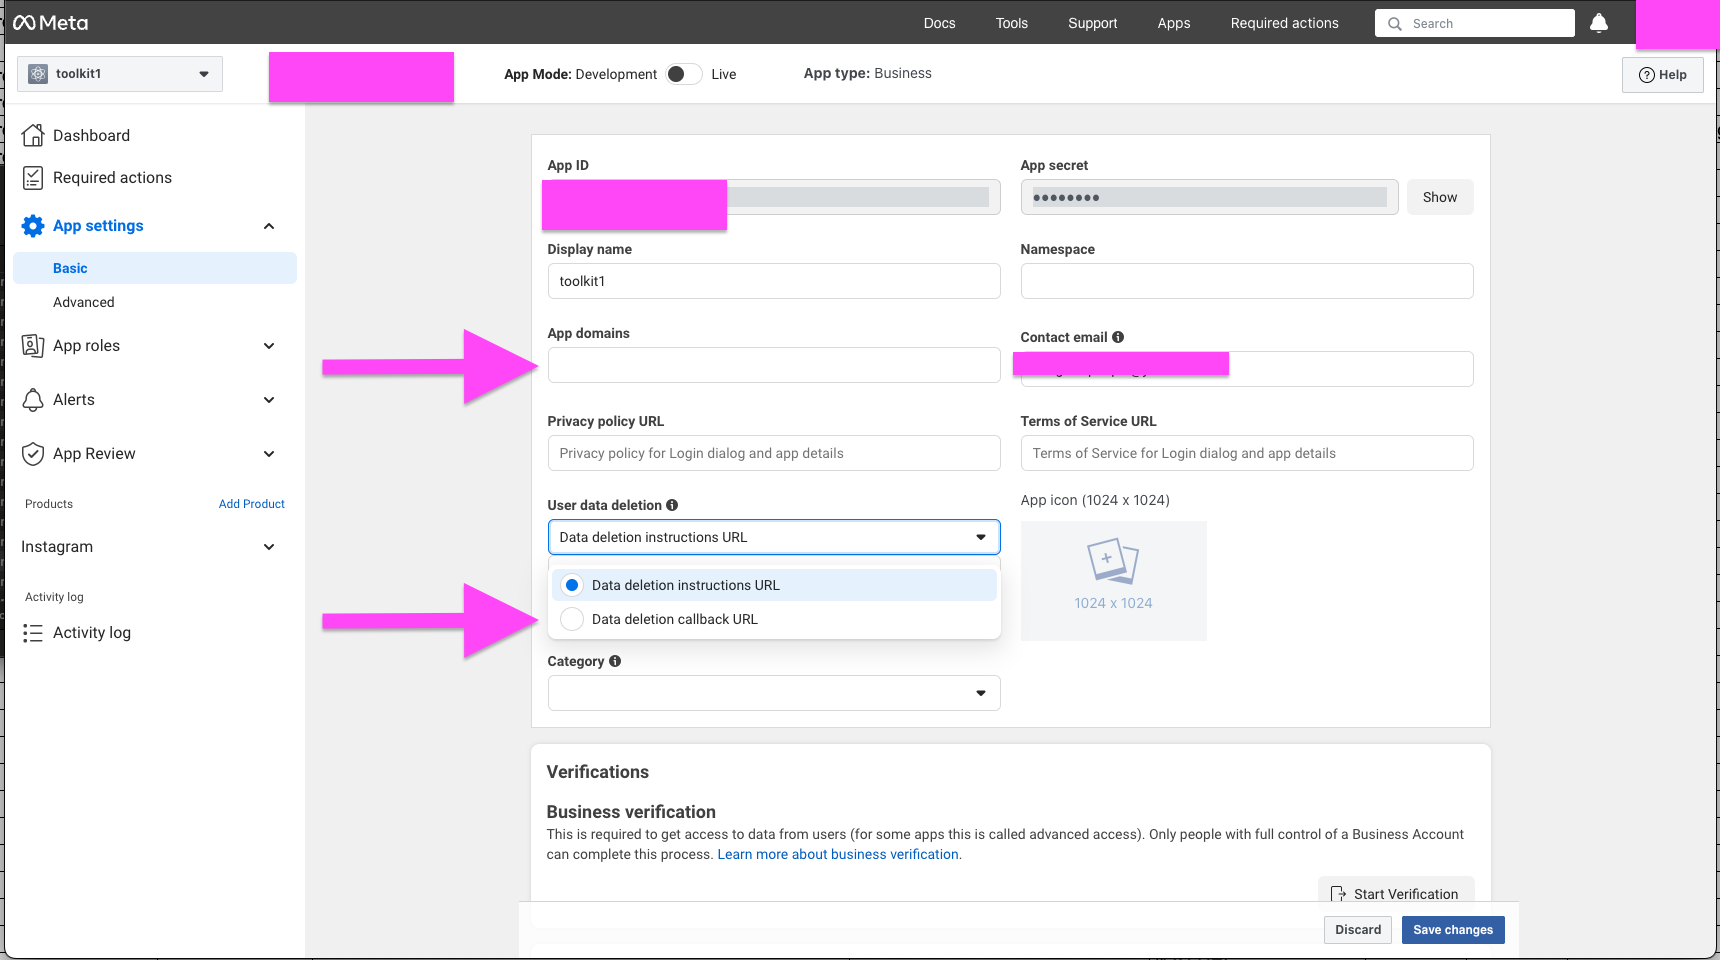 Meta
Docs
Tools
Support
Apps
Required actions
Search
toolkit1
App Mode: Development
Live
App type: Business
Help
Dashboard
Required actions
App settings
Basic
Advanced
App roles
Alerts
App Review
Products
Add Product
Instagram
Activity log
Activity log
App ID
App secret
••••••••
Show
Display name
toolkit1
Namespace
App domains
Contact email
Privacy policy URL
Privacy policy for Login dialog and app details
Terms of Service URL
Terms of Service for Login dialog and app details
User data deletion
Data deletion instructions URL
Data deletion instructions URL
Data deletion callback URL
App icon (1024 x 1024)
1024 x 1024
Category
Verifications
Business verification
This is required to get access to data from users (for some apps this is called advanced access). Only people with full control of a Business Account
can complete this process. Learn more about business verification.
Start Verification
Discard
Save changes